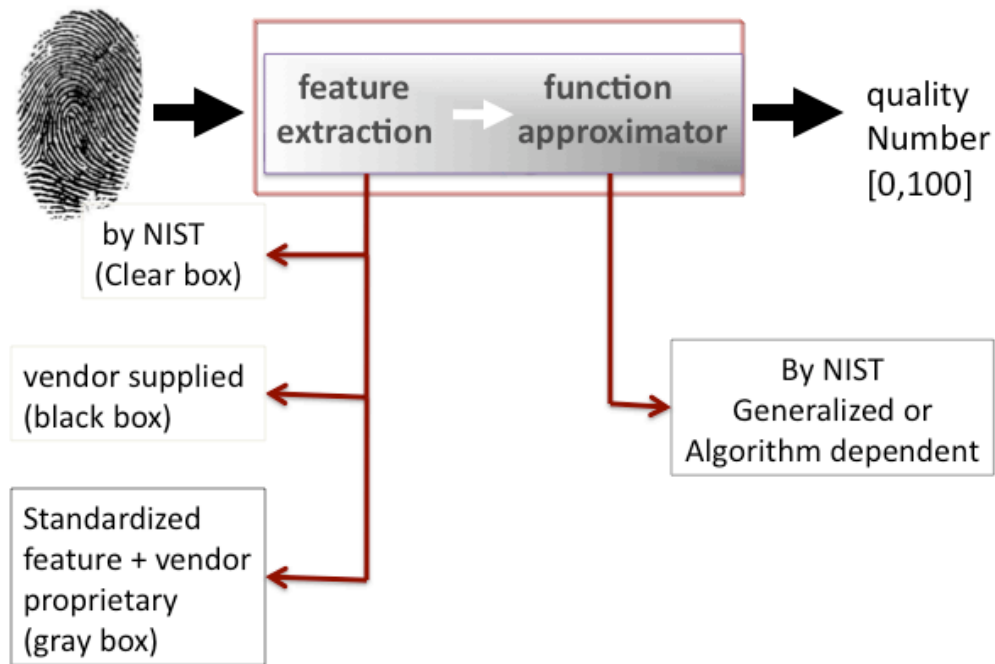 feature
extraction
function
approximator
quality
Number
[0,100]
by NIST
(Clear box)
vendor supplied
(black box)
Standardized
feature + vendor
proprietary
(gray box)
By NIST
Generalized or
Algorithm dependent